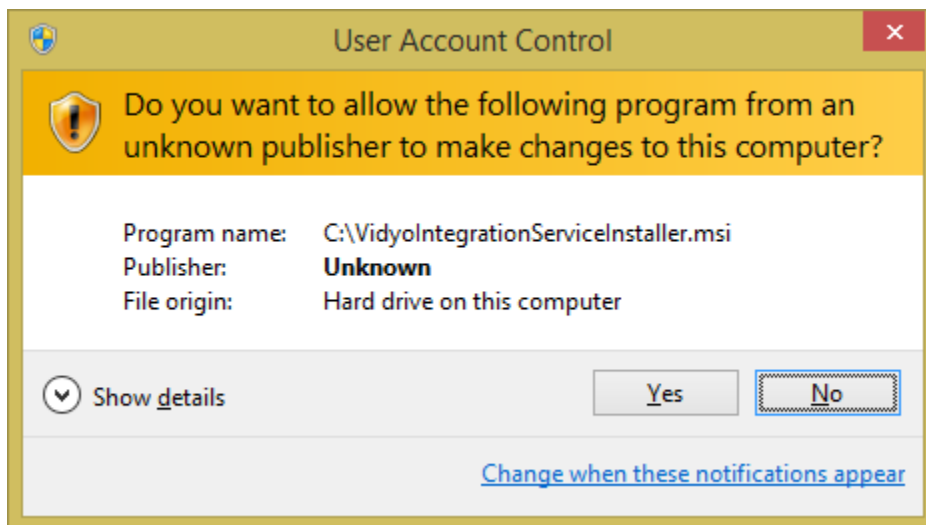 User Account Control
Do you want to allow the following program from an
unknown publisher to make changes to this computer?
Program name: C:\VidyoIntegrationServiceInstaller.msi
Publisher: Unknown
File origin: Hard drive on this computer
Show details
Yes
No
Change when these notifications appear